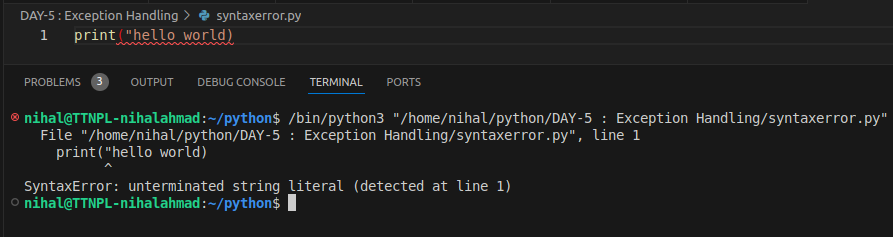 DAY-5 : Exception Handling > syntaxerror.py
1 print("hello world)
PROBLEMS 3 OUTPUT DEBUG CONSOLE TERMINAL PORTS
nihal@TTNPL-nihalahmad:~/python$ /bin/python3 "/home/nihal/python/DAY-5 : Exception Handling/syntaxerror.py"
File "/home/nihal/python/DAY-5 : Exception Handling/syntaxerror.py", line 1
print("hello world)
^
SyntaxError: unterminated string literal (detected at line 1)
nihal@TTNPL-nihalahmad:~/python$